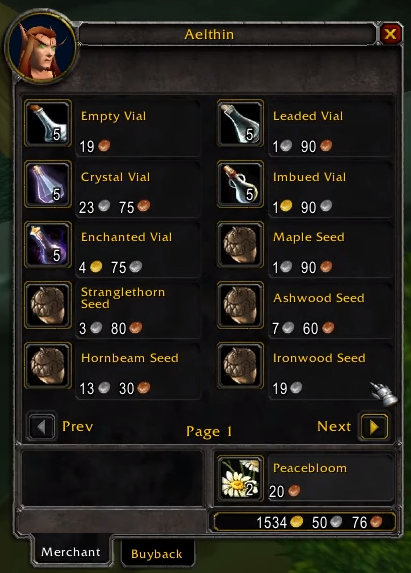 Aelthin
5
Empty Vial
19
5
Leaded Vial
1 90
5
Crystal Vial
23 75
5
Imbued Vial
1 90
5
Enchanted Vial
4 75
Maple Seed
1 90
Stranglethorn
Seed
3 80
Ashwood Seed
7 60
Hornbeam Seed
13 30
Ironwood Seed
19
Prev
Page 1
Next
2
Peacebloom
20
1534 50 76
Merchant
Buyback